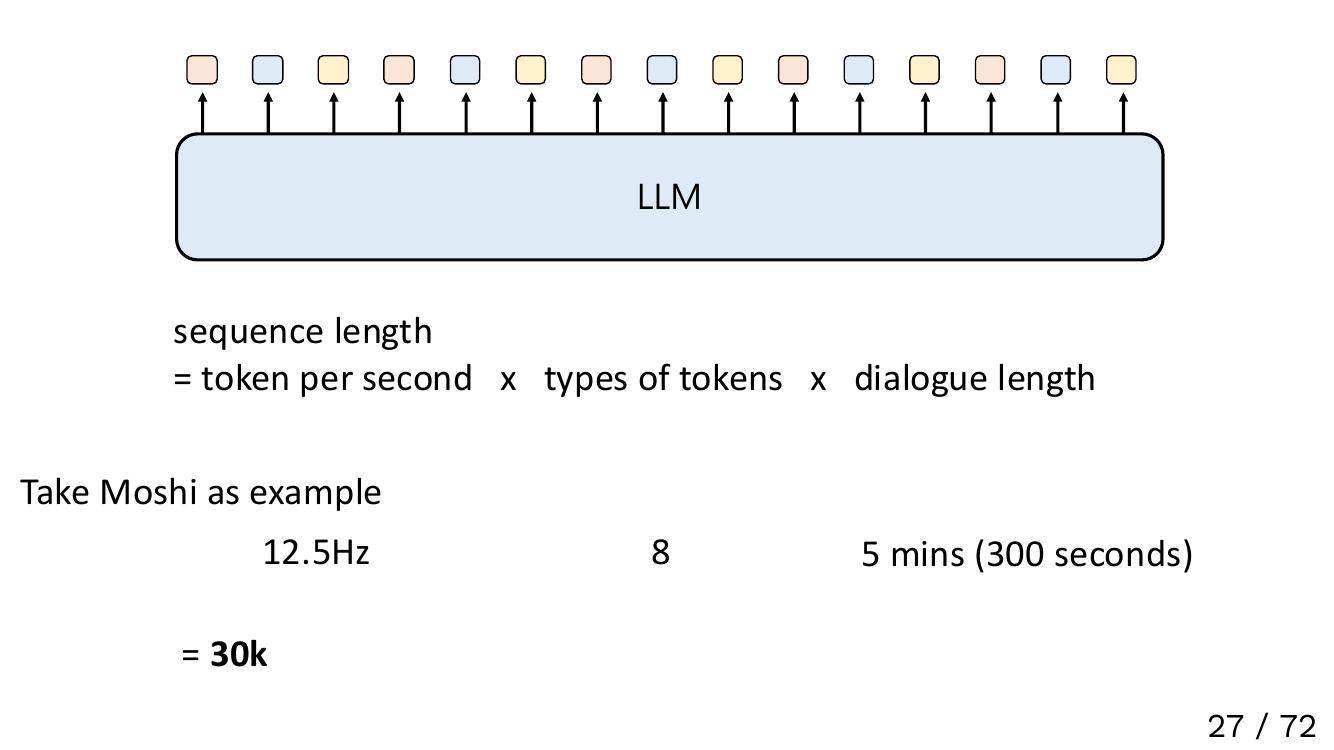 LLM
sequence length
= token per second x types of tokens x dialogue length
Take Moshi as example
12.5Hz 8 5 mins (300 seconds)
= 30k
27 / 72